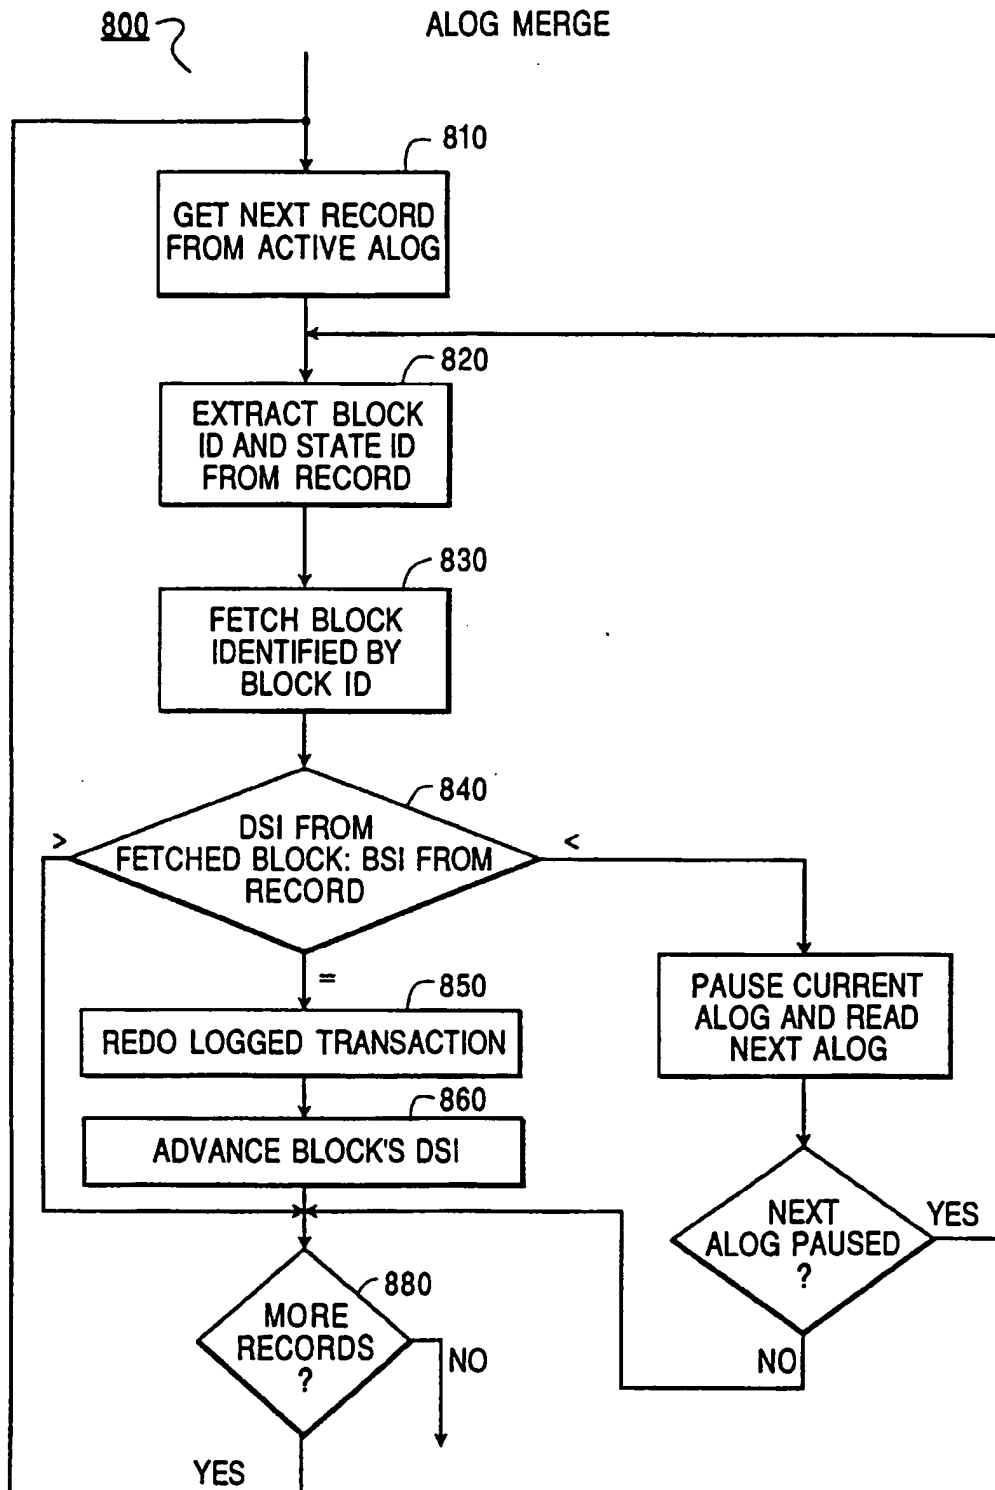 800
ALOG MERGE
810
GET NEXT RECORD
FROM ACTIVE ALOG
820
EXTRACT BLOCK
ID AND STATE ID
FROM RECORD
830
FETCH BLOCK
IDENTIFIED BY
BLOCK ID
840
>
<
DSI FROM
FETCHED BLOCK: BSI FROM
RECORD
=
850
REDO LOGGED TRANSACTION
860
ADVANCE BLOCK'S DSI
PAUSE CURRENT
ALOG AND READ
NEXT ALOG
NEXT
ALOG PAUSED
?
YES
NO
880
MORE
RECORDS
?
NO
YES